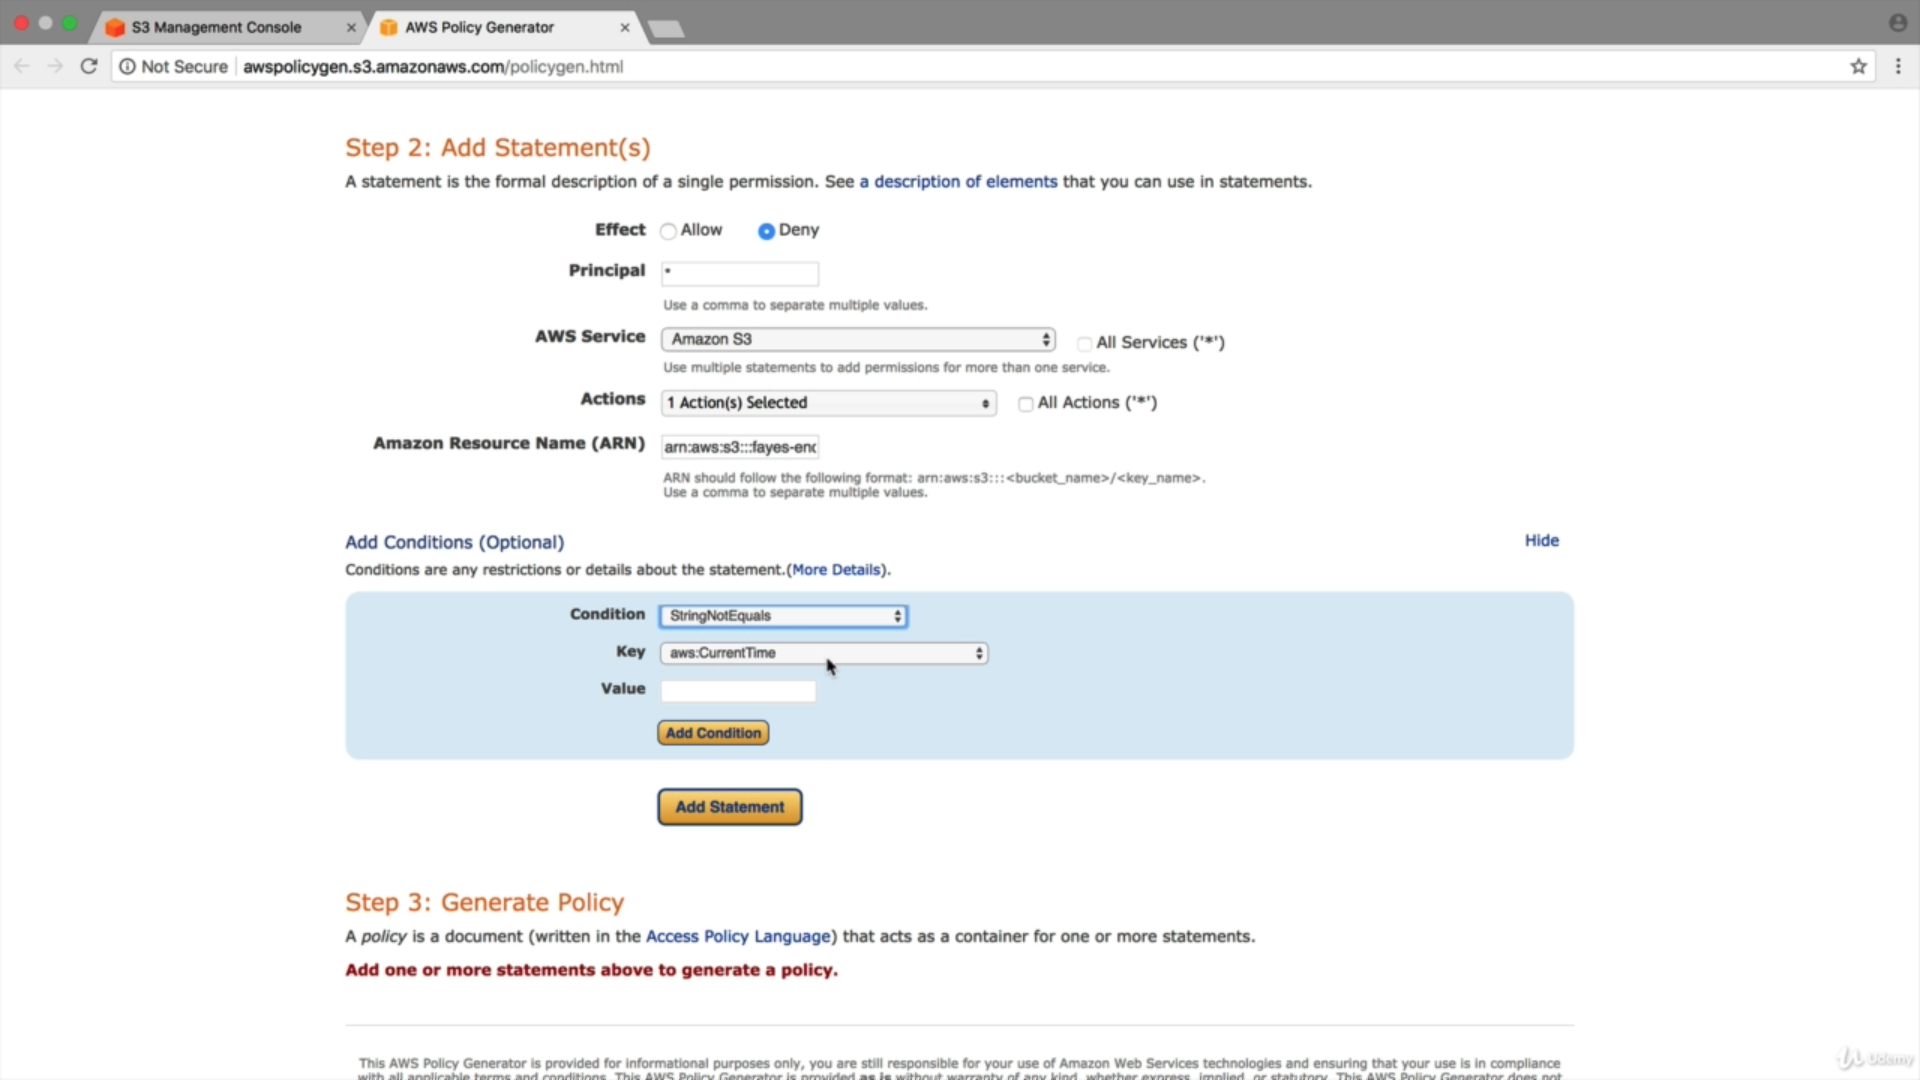 S3 Management Console
AWS Policy Generator
Not Secure awspolicygen.s3.amazonaws.com/policygen.html
Step 2: Add Statement(s)
A statement is the formal description of a single permission. See a description of elements that you can use in statements.
Effect Allow Deny
Principal *
Use a comma to separate multiple values.
AWS Service Amazon S3 All Services ('*')
Use multiple statements to add permissions for more than one service.
Actions 1 Action(s) Selected All Actions ('*')
Amazon Resource Name (ARN) arn:aws:s3:::fayes-enc
ARN should follow the following format: arn:aws:s3:::<bucket_name>/<key_name>.
Use a comma to separate multiple values.
Add Conditions (Optional) Hide
Conditions are any restrictions or details about the statement.(More Details).
Condition StringNotEquals
Key aws:CurrentTime
Value
Add Condition
Add Statement
Step 3: Generate Policy
A policy is a document (written in the Access Policy Language) that acts as a container for one or more statements.
Add one or more statements above to generate a policy.
This AWS Policy Generator is provided for informational purposes only, you are still responsible for your use of Amazon Web Services technologies and ensuring that your use is in compliance
with all applicable terms and conditions. This AWS Policy Generator is provided as is without warranty of any kind, whether express, implied, or statutory. This AWS Policy Generator does not
Udemy